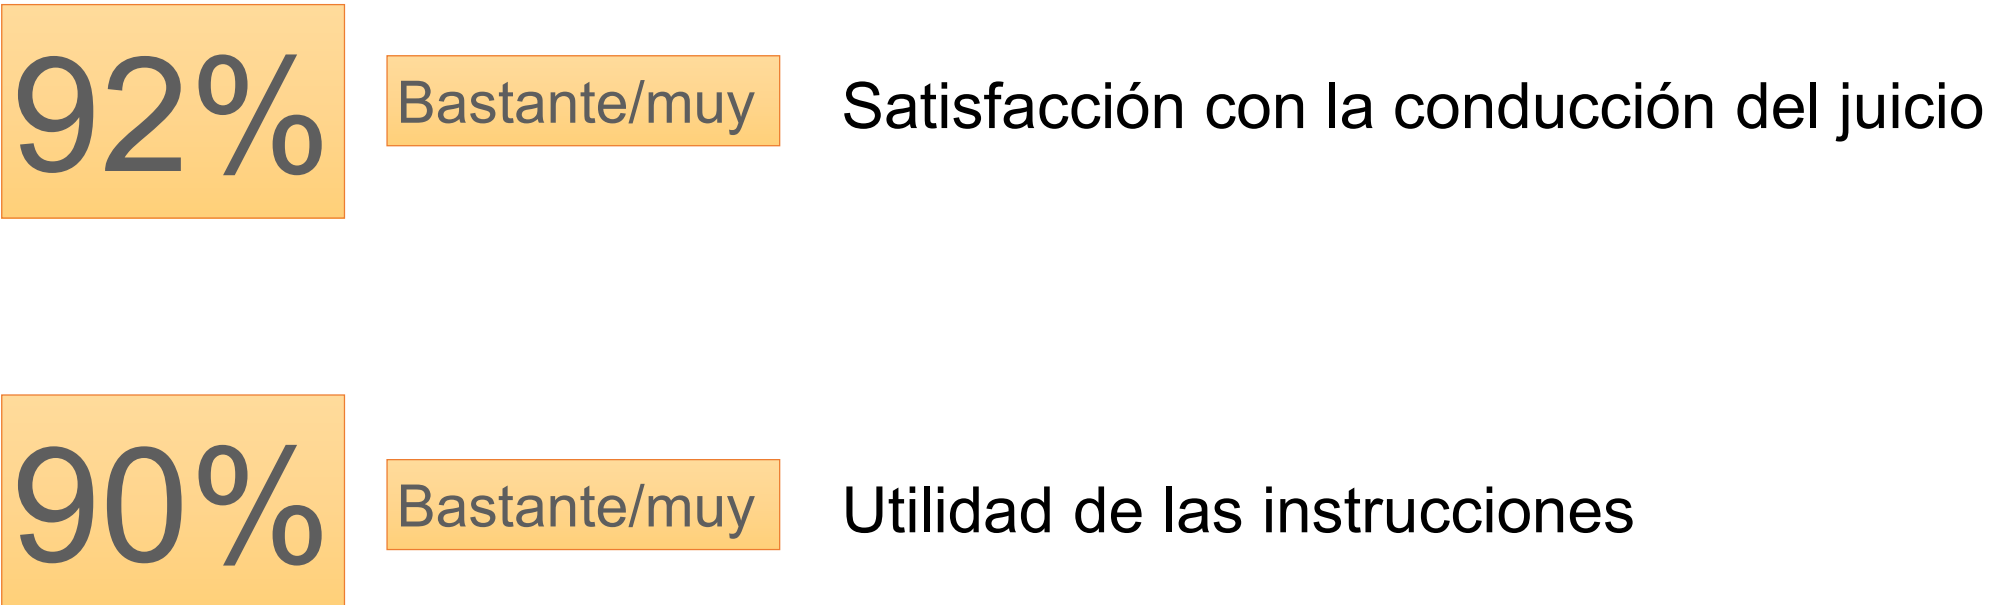 92% Bastante/muy Satisfacción con la conducción del juicio
90% Bastante/muy Utilidad de las instrucciones